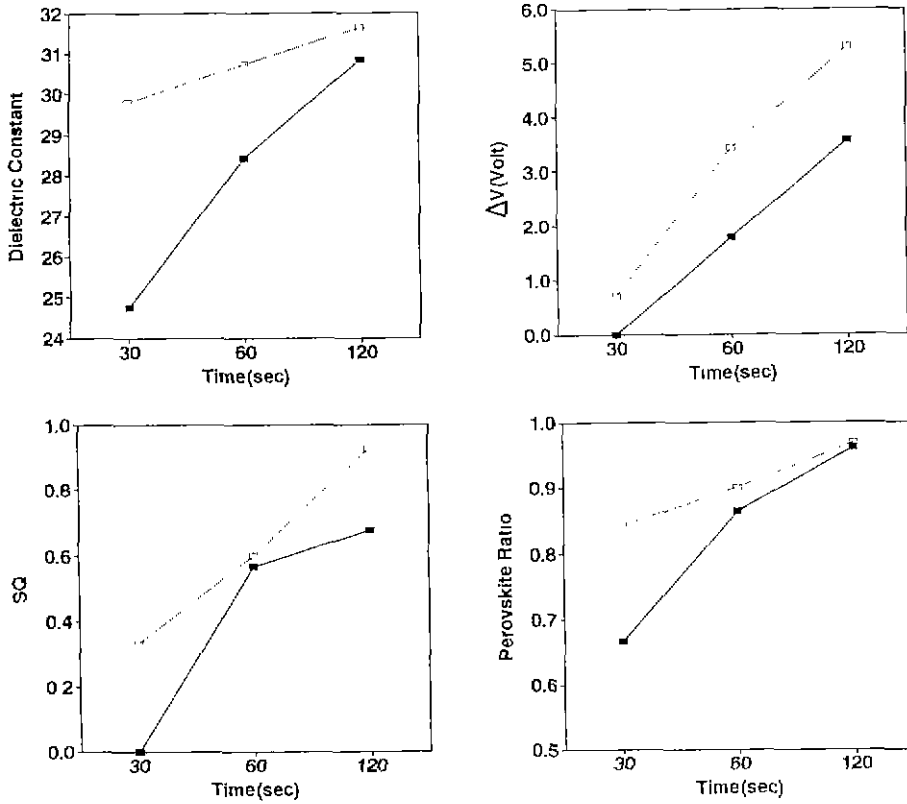 32
31
30
29
28
27
26
25
24
Dielectric Constant
30 60 120
Time(sec)
6.0
5.0
4.0
3.0
2.0
1.0
0.0
ΔV(Volt)
30 60 120
Time(sec)
1.0
0.8
0.6
0.4
0.2
0.0
SQ
30 60 120
Time(sec)
1.0
0.9
0.8
0.7
0.6
0.5
Perovskite Ratio
30 60 120
Time(sec)